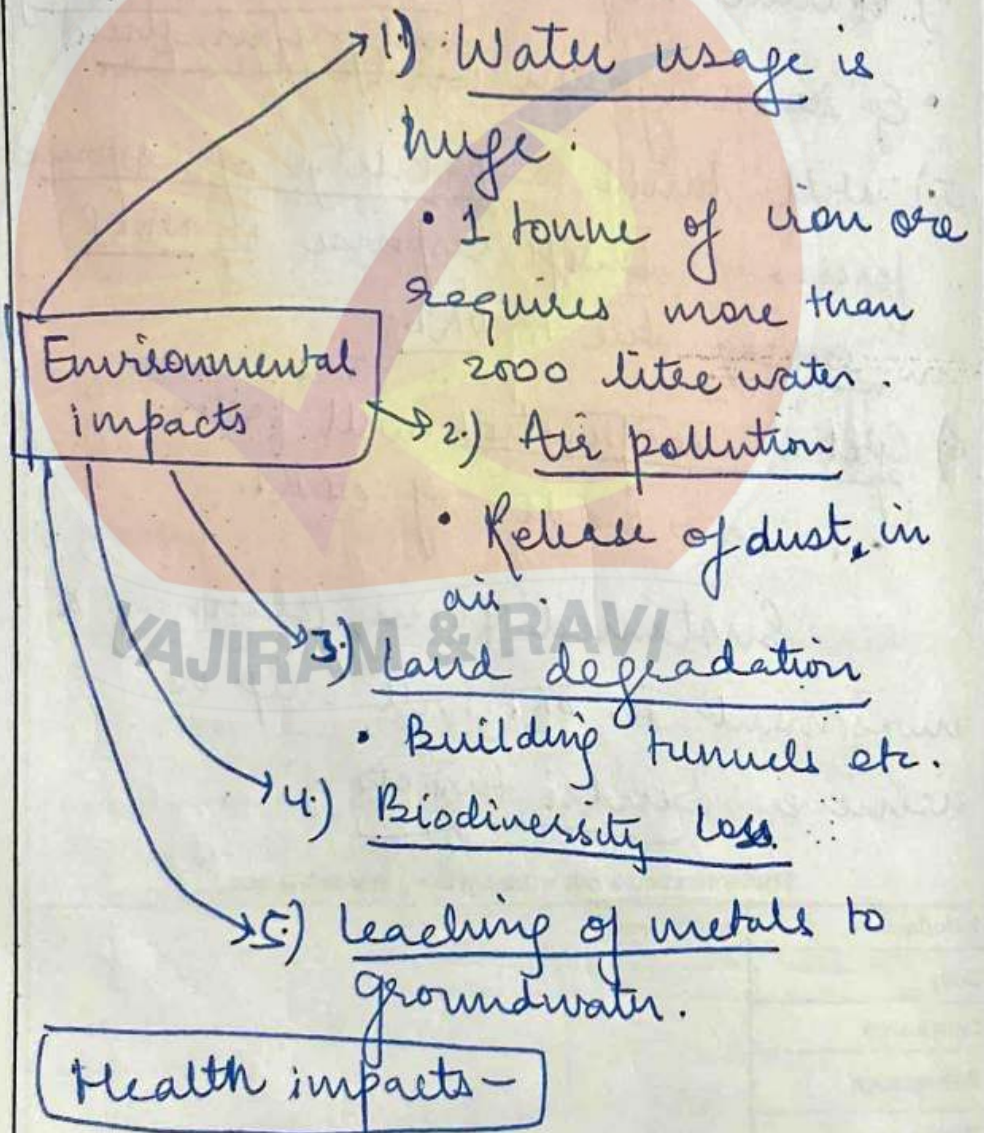 1.) Water usage is
huge.
• 1 tonne of iron ore
requires more than
2000 litre water.
Environmental
impacts
2.) Air pollution
• Release of dust, in
air.
VAJIRAM & RAVI
3.) Land degradation
• Building tunnels etc.
4.) Biodiversity Loss.
5.) Leaching of metals to
groundwater.
Health impacts-